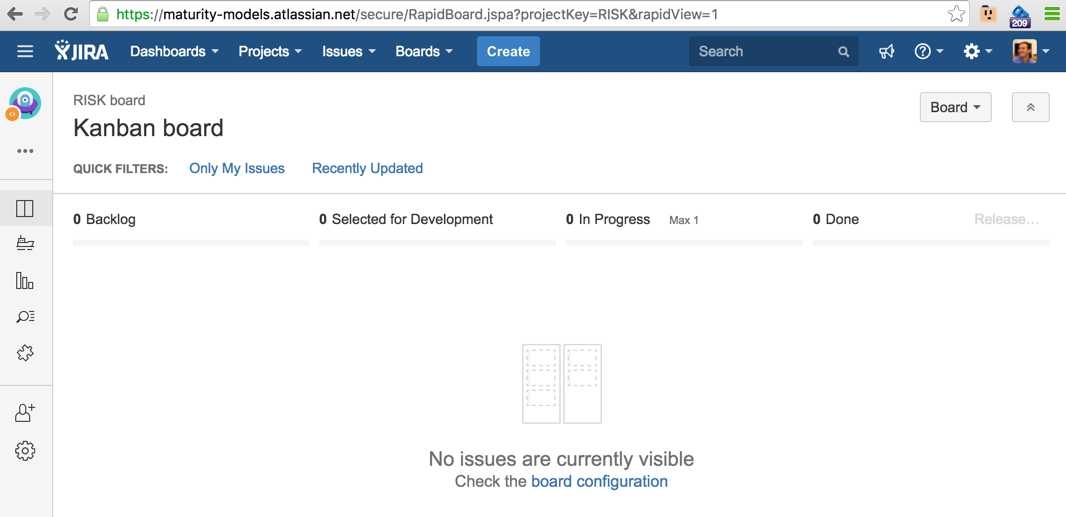 https://maturity-models.atlassian.net/secure/RapidBoard.jspa?projectKey=RISK&rapidView=1
209
JIRA Dashboards Projects Issues Boards Create Search
RISK board
Kanban board
Board
QUICK FILTERS: Only My Issues Recently Updated
0 Backlog 0 Selected for Development 0 In Progress Max 1 0 Done Release…
No issues are currently visible
Check the board configuration